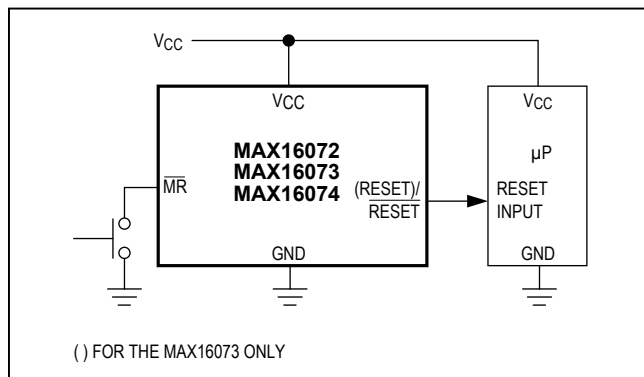 VCC
VCC
VCC
MAX16072
MAX16073
MAX16074
µP
MR
(RESET)/
RESET
RESET
INPUT
GND
GND
( ) FOR THE MAX16073 ONLY